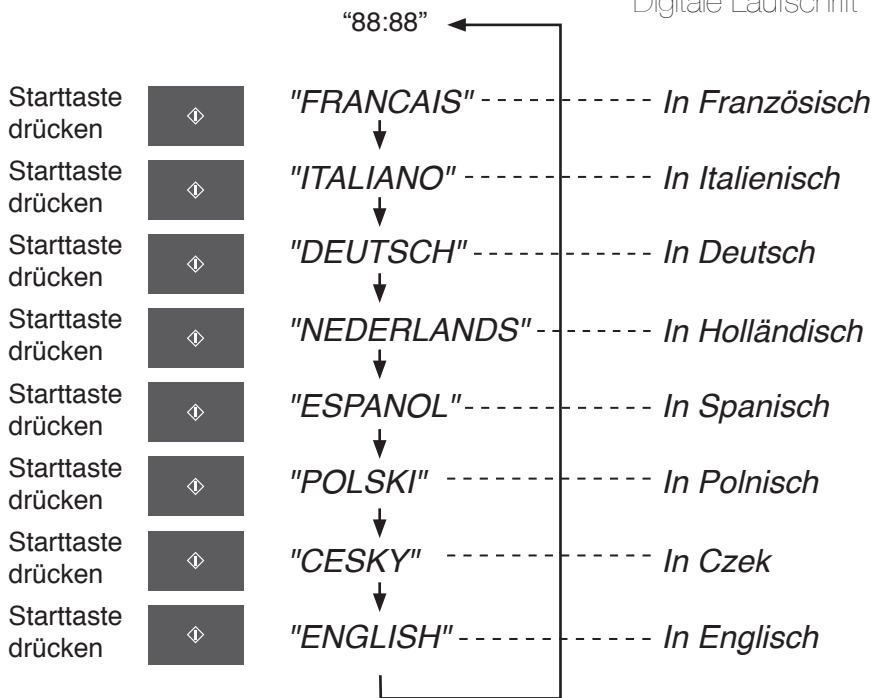 Digitale Laufschrift
“88:88”
Starttaste
drücken
"FRANCAIS"
In Französisch
Starttaste
drücken
"ITALIANO"
In Italienisch
Starttaste
drücken
"DEUTSCH"
In Deutsch
Starttaste
drücken
"NEDERLANDS"
In Holländisch
Starttaste
drücken
"ESPANOL"
In Spanisch
Starttaste
drücken
"POLSKI"
In Polnisch
Starttaste
drücken
"CESKY"
In Czek
Starttaste
drücken
"ENGLISH"
In Englisch